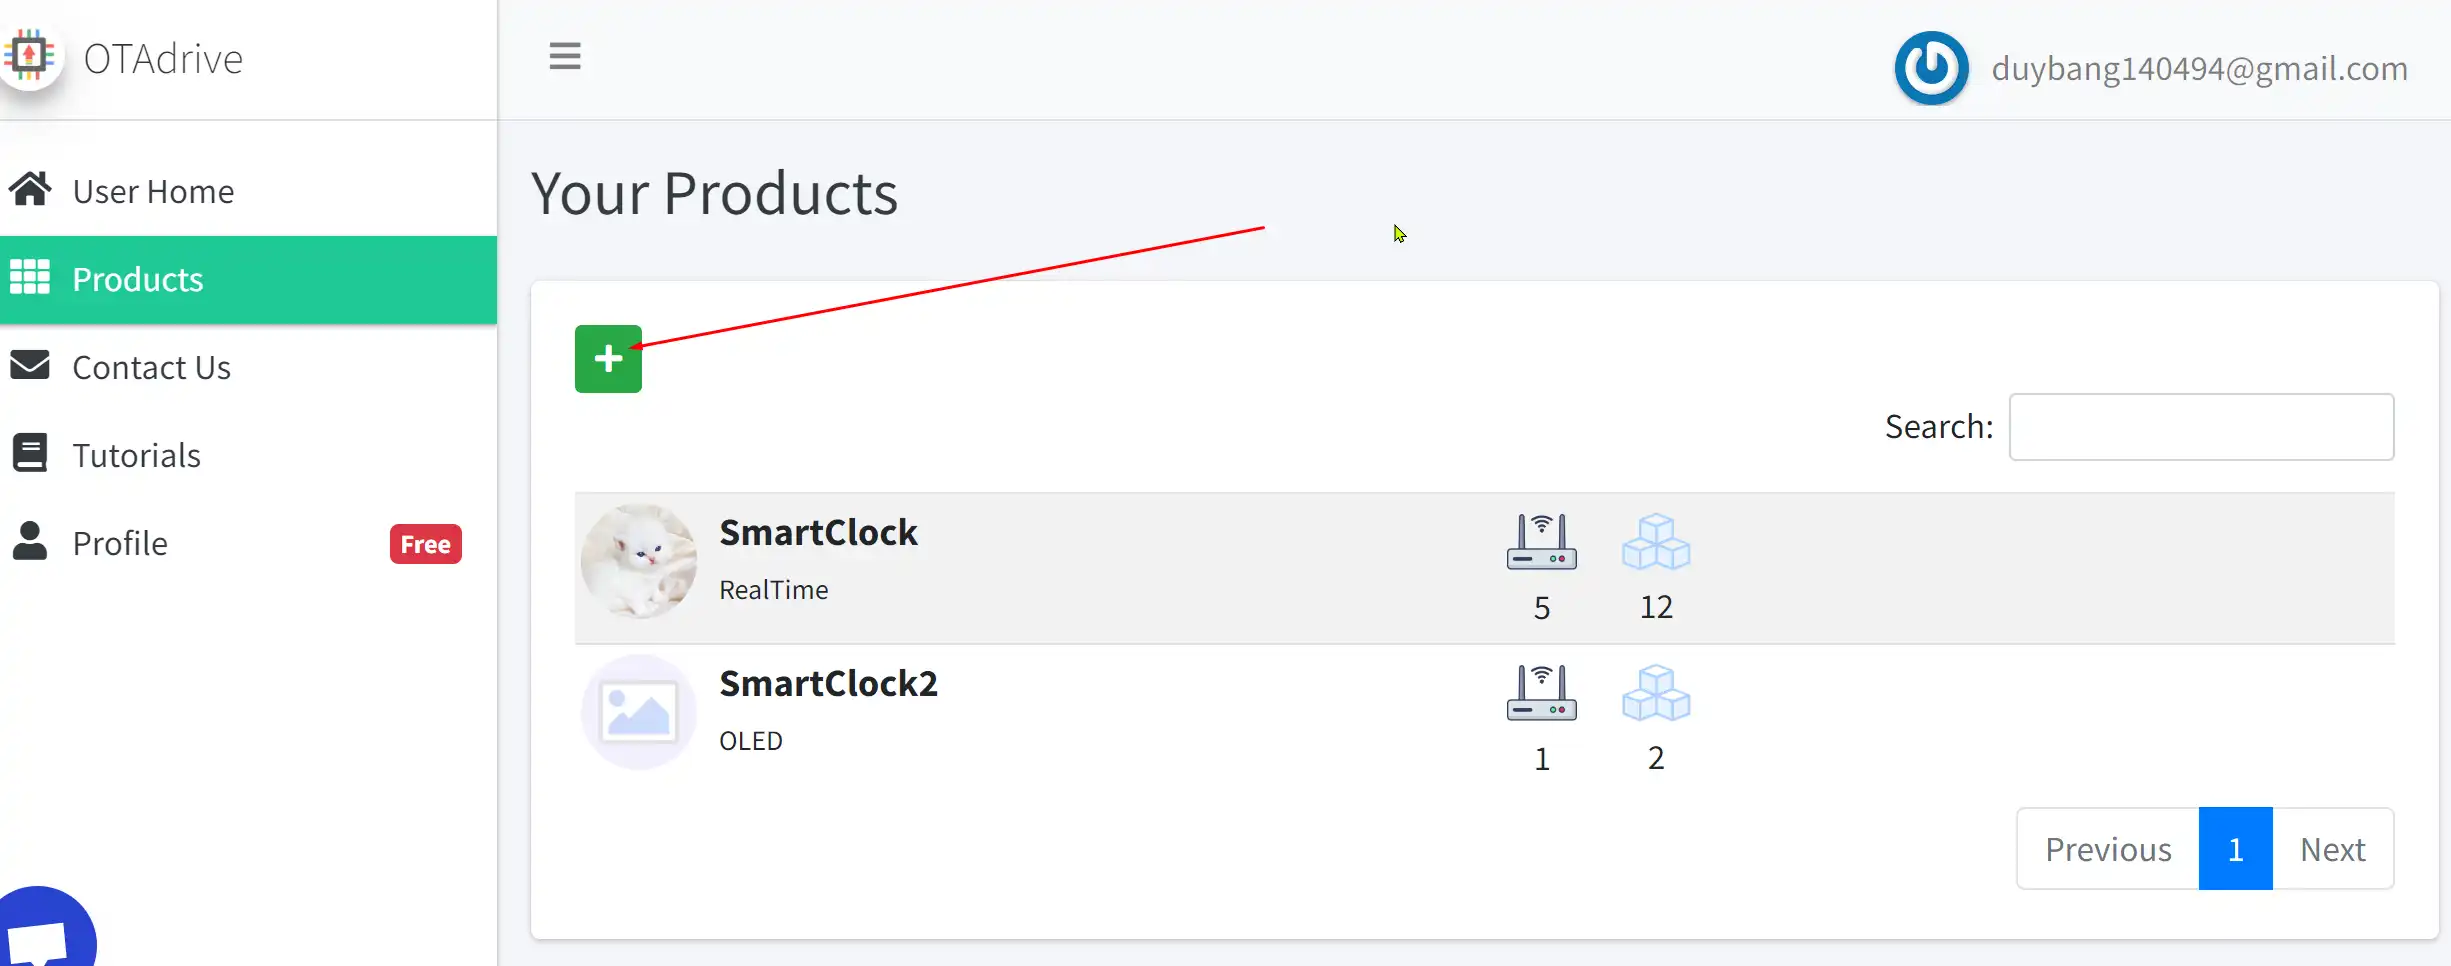 OTAdrive
duybang140494@gmail.com
User Home
Products
Contact Us
Tutorials
Profile
Free
Your Products
Search:
SmartClock
RealTime
5
12
SmartClock2
OLED
1
2
Previous
1
Next